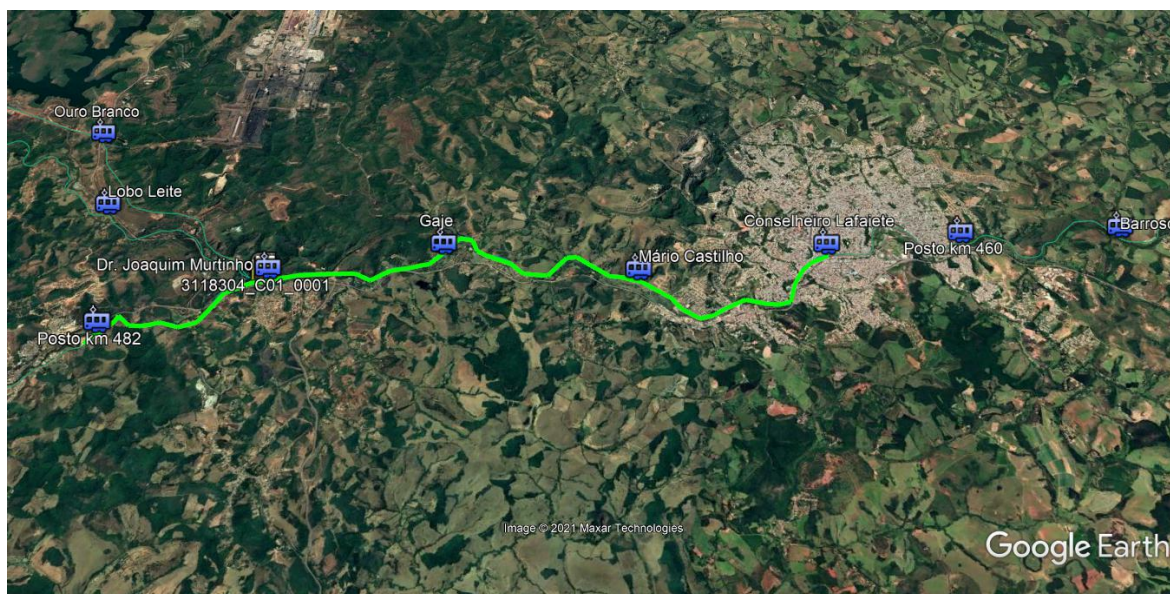 Ouro Branco
Lobo Leite
Gaje
Conselheiro Lafaiete
Barroso
Posto km 460
Dr. Joaquim Murtinho
Mário Castilho
3118304_C01_0001
Posto km 482
Image © 2021 Maxar Technologies
Google Earth